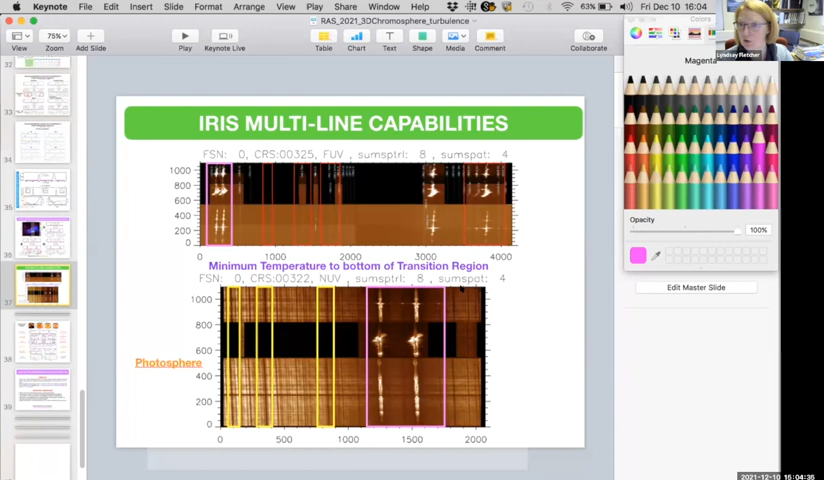 Keynote File Edit Insert Slide Format Arrange View Play Share Window Help 63% Fri Dec 10 16:04
RAS_2021_3DChromosphere_turbulence
Colors
75%
View Zoom Add Slide Play Keynote Live Table Chart Text Shape Media Comment Collaborate
Lyndsay Fletcher
Magenta
32
33
34
35
36
37
38
39
IRIS MULTI-LINE CAPABILITIES
FSN: 0, CRS:00325, FUV, sumsptrl: 8, sumspat: 4
1000
800
600
400
200
0
0 1000 2000 3000 4000
Minimum Temperature to bottom of Transition Region
FSN: 0, CRS:00322, NUV, sumsptrl: 8, sumspat: 4
1000
800
600
Photosphere
400
200
0
0 500 1000 1500 2000
Opacity
100%
Edit Master Slide
2021-12-10 15:04:35